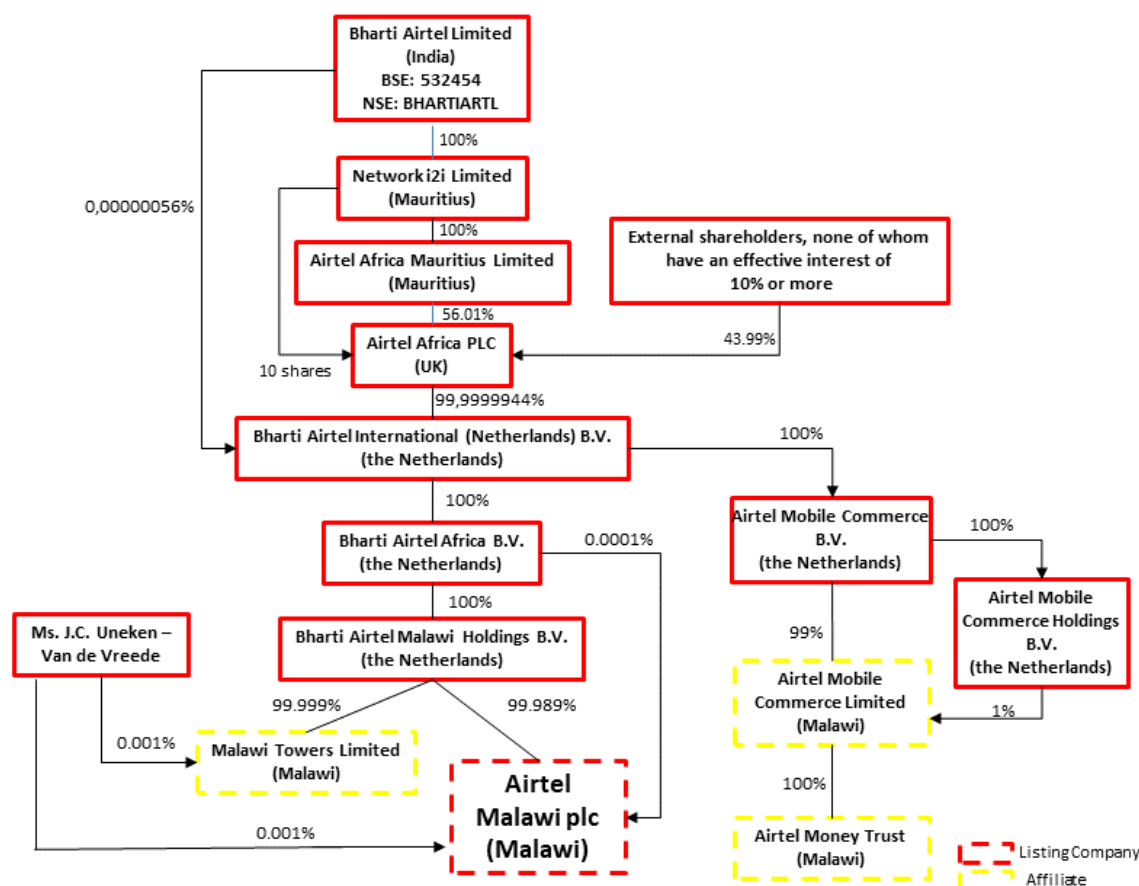 Bharti Airtel Limited
(India)
BSE: 532454
NSE: BHARTIARTL
100%
0,00000056%
Network i2i Limited
(Mauritius)
100%
Airtel Africa Mauritius Limited
(Mauritius)
External shareholders, none of whom
have an effective interest of
10% or more
56.01%
Airtel Africa PLC
(UK)
43.99%
10 shares
99,9999944%
Bharti Airtel International (Netherlands) B.V.
(the Netherlands)
100%
100%
Bharti Airtel Africa B.V.
(the Netherlands)
0.0001%
Airtel Mobile Commerce
B.V.
(the Netherlands)
100%
100%
Airtel Mobile
Commerce Holdings
B.V.
(the Netherlands)
Ms. J.C. Uneken –
Van de Vreede
Bharti Airtel Malawi Holdings B.V.
(the Netherlands)
99%
99.999%
99.989%
Airtel Mobile
Commerce Limited
(Malawi)
1%
0.001%
Malawi Towers Limited
(Malawi)
Airtel
Malawi plc
(Malawi)
100%
0.001%
Airtel Money Trust
(Malawi)
Listing Company
Affiliate